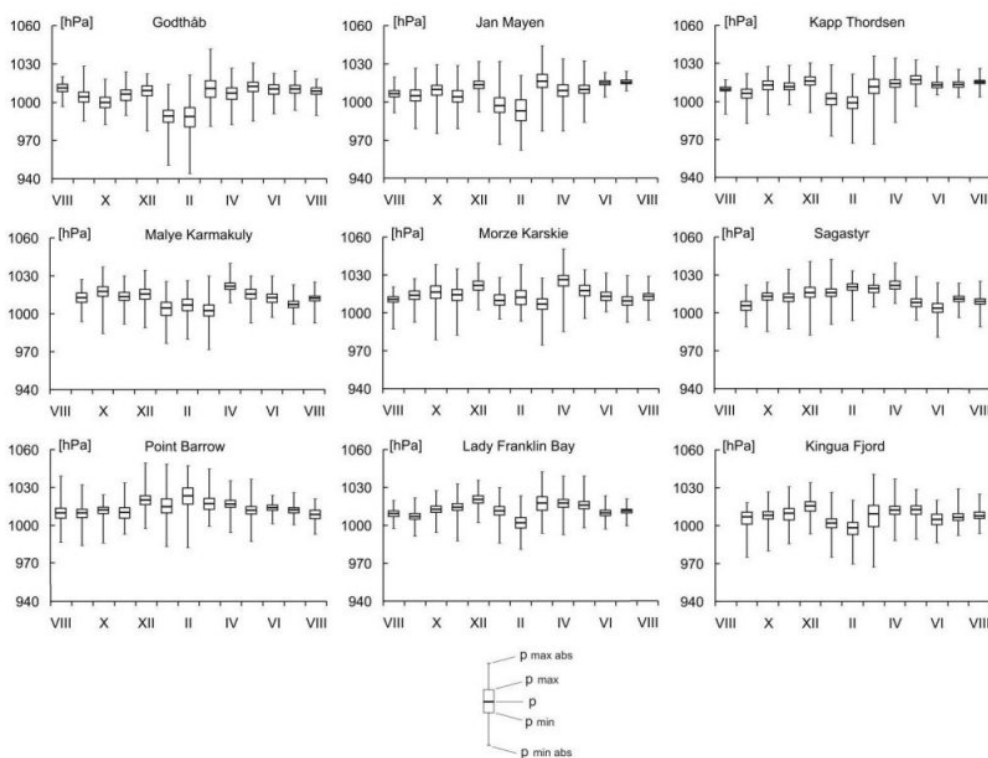 [hPa] Godthåb
1060
1030
1000
970
940
VIII X XII II IV VI VIII
[hPa] Jan Mayen
1060
1030
1000
970
940
VIII X XII II IV VI VIII
[hPa] Kapp Thordsen
1060
1030
1000
970
940
VIII X XII II IV VI VIII
[hPa] Malye Karmakuly
1060
1030
1000
970
940
VIII X XII II IV VI VIII
[hPa] Morze Karskie
1060
1030
1000
970
940
VIII X XII II IV VI VIII
[hPa] Sagastyr
1060
1030
1000
970
940
VIII X XII II IV VI VIII
[hPa] Point Barrow
1060
1030
1000
970
940
VIII X XII II IV VI VIII
[hPa] Lady Franklin Bay
1060
1030
1000
970
940
VIII X XII II IV VI VIII
[hPa] Kingua Fjord
1060
1030
1000
970
940
VIII X XII II IV VI VIII
p max abs
p max
p
p min
p min abs